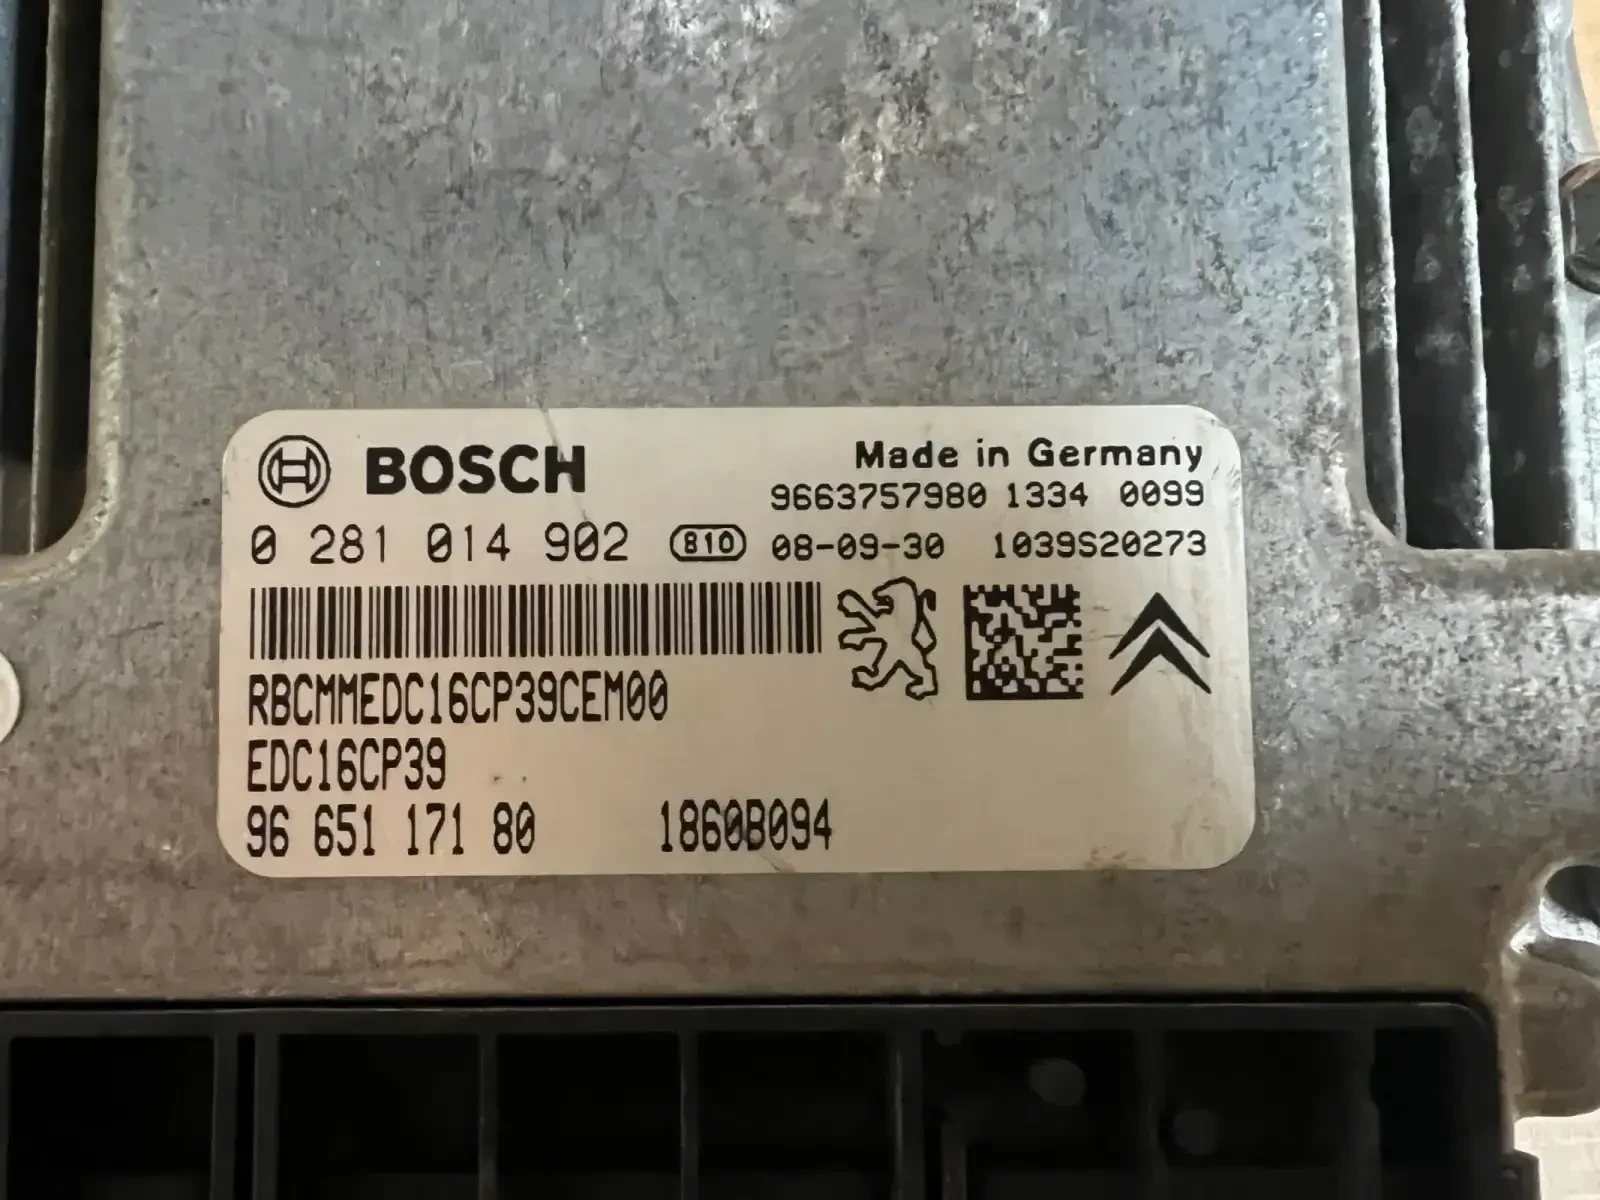 BOSCH
Made in Germany
9663757980 1334 0099
0 281 014 902 810 08-09-30 1039S20273
RBCMMEDC16CP39CEM00
EDC16CP39
96 651 171 80 1860B094